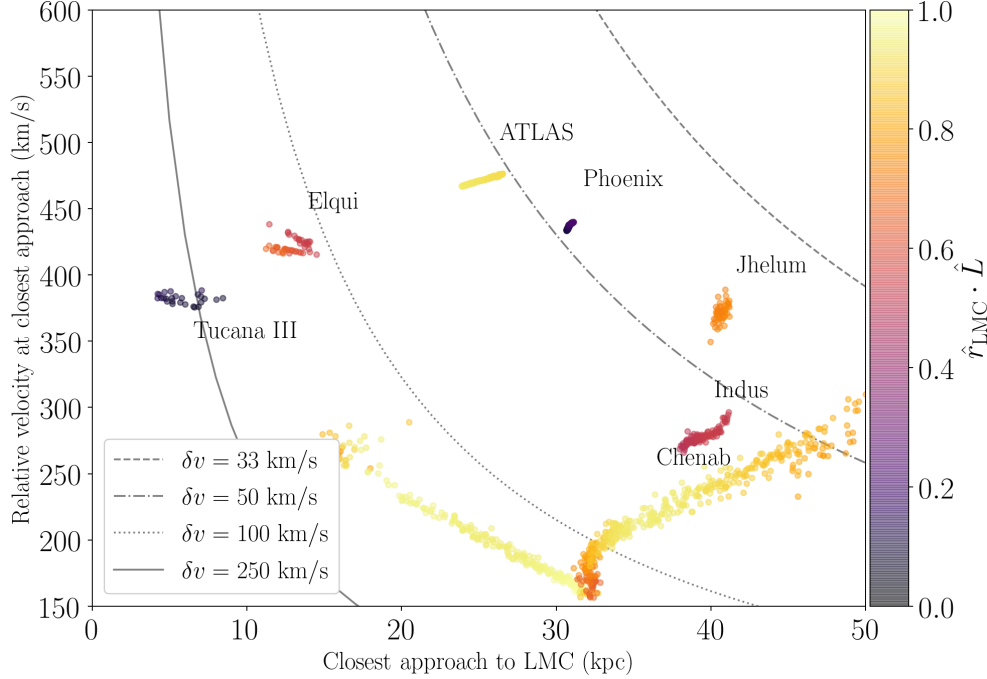 600
550
500
450
400
350
300
250
200
150
Relative velocity at closest approach (km/s)
ATLAS
Phoenix
Elqui
Jhelum
Tucana III
Indus
Chenab
δv = 33 km/s
δv = 50 km/s
δv = 100 km/s
δv = 250 km/s
0
10
20
30
40
50
Closest approach to LMC (kpc)
1.0
0.8
0.6
0.4
0.2
0.0
r̂LMC · L̂